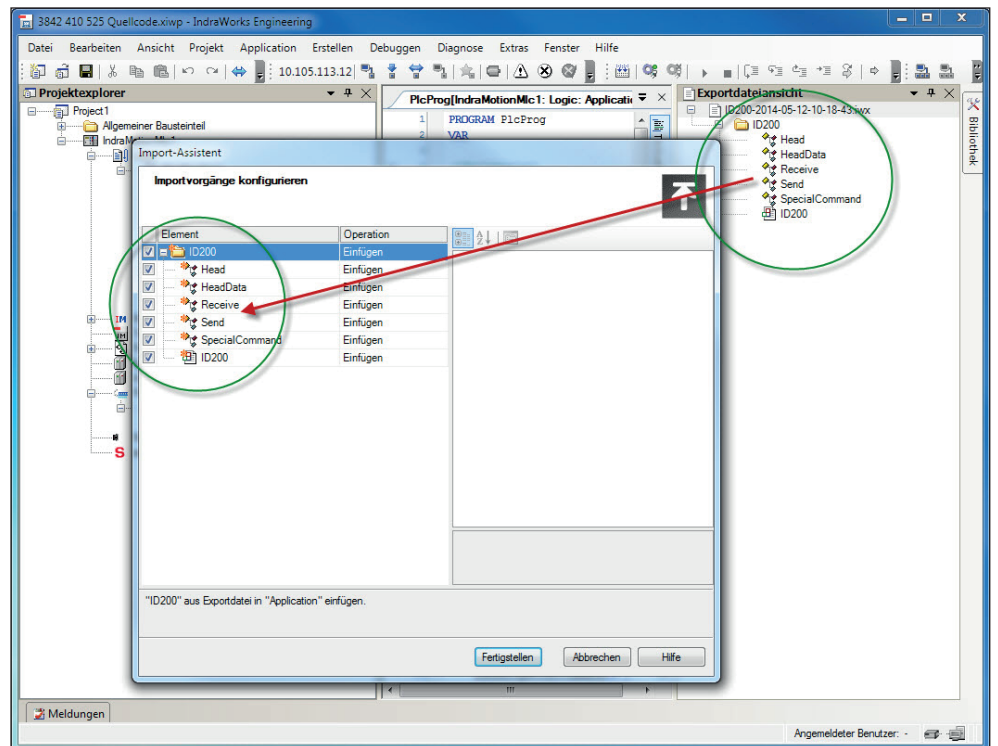 3842 410 525 Quellcode.xiwp - IndraWorks Engineering
Datei Bearbeiten Ansicht Projekt Application Erstellen Debuggen Diagnose Extras Fenster Hilfe
10.105.113.12
Projektexplorer
Project1
Allgemeiner Bausteinteil
PlcProg[IndraMotionMlc1: Logic:
1 PROGRAM PlcProg
2 VAR
Exportdateiansicht
ID200-2014-05-12-10-18-43.iwx
ID200
Head
HeadData
Receive
Send
SpecialCommand
ID200
Bibliothek
Import-Assistent
Importvorgänge konfigurieren
Element Operation
ID200 Einfügen
Head Einfügen
HeadData Einfügen
Receive Einfügen
Send Einfügen
SpecialCommand Einfügen
ID200 Einfügen
"ID200" aus Exportdatei in "Application" einfügen.
Fertigstellen Abbrechen Hilfe
IM
S
Meldungen
Angemeldeter Benutzer: -